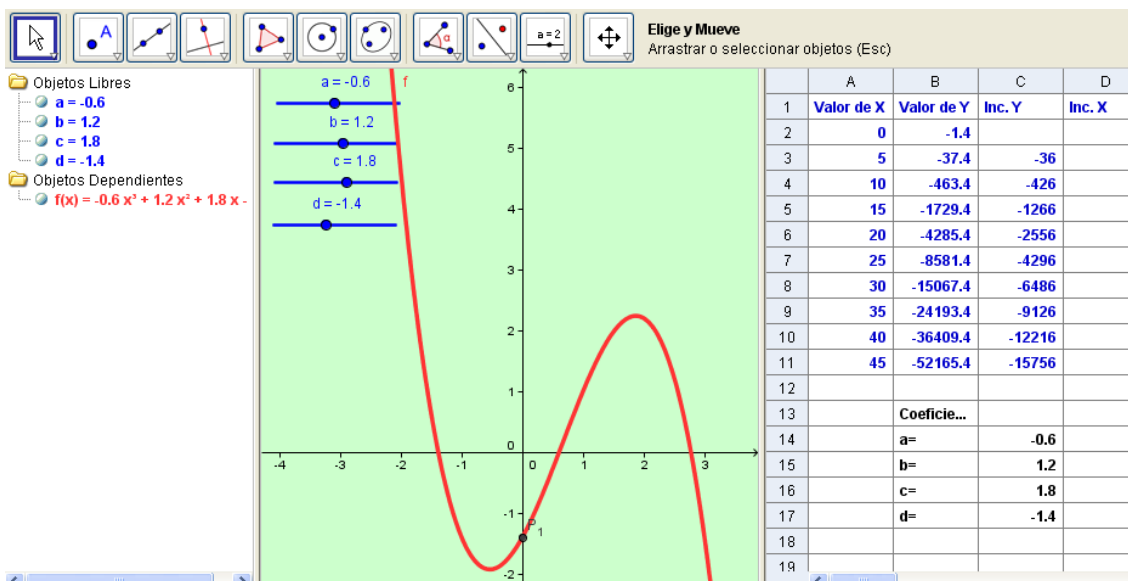 A
α
a = 2
Elige y Mueve
Arrastrar o seleccionar objetos (Esc)
Objetos Libres
a = -0.6
b = 1.2
c = 1.8
d = -1.4
Objetos Dependientes
f(x) = -0.6 x³ + 1.2 x² + 1.8 x -
a = -0.6
f
b = 1.2
c = 1.8
d = -1.4
6
5
4
3
2
1
0
-1
-2
-4 -3 -2 -1 0 1 2 3
P
1
A B C D
1 Valor de X Valor de Y Inc. Y Inc. X
2 0 -1.4
3 5 -37.4 -36
4 10 -463.4 -426
5 15 -1729.4 -1266
6 20 -4285.4 -2556
7 25 -8581.4 -4296
8 30 -15067.4 -6486
9 35 -24193.4 -9126
10 40 -36409.4 -12216
11 45 -52165.4 -15756
12
13 Coeficie...
14 a= -0.6
15 b= 1.2
16 c= 1.8
17 d= -1.4
18
19